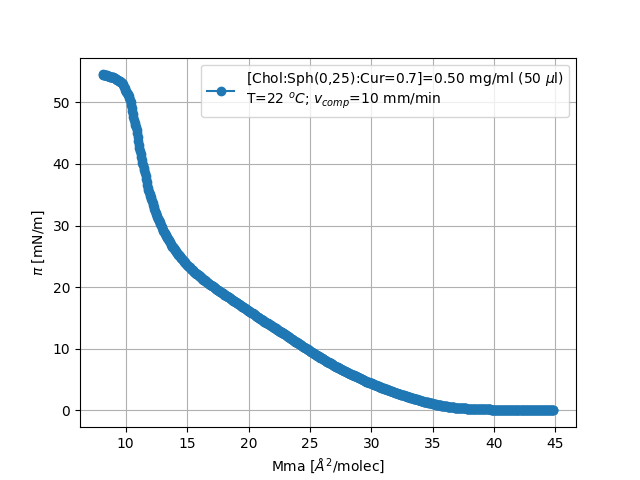 [Chol:Sph(0,25):Cur=0.7]=0.50 mg/ml (50 μl)
T=22 °C; v_comp=10 mm/min
50
40
30
20
10
0
π [mN/m]
10 15 20 25 30 35 40 45
Mma [Å²/molec]